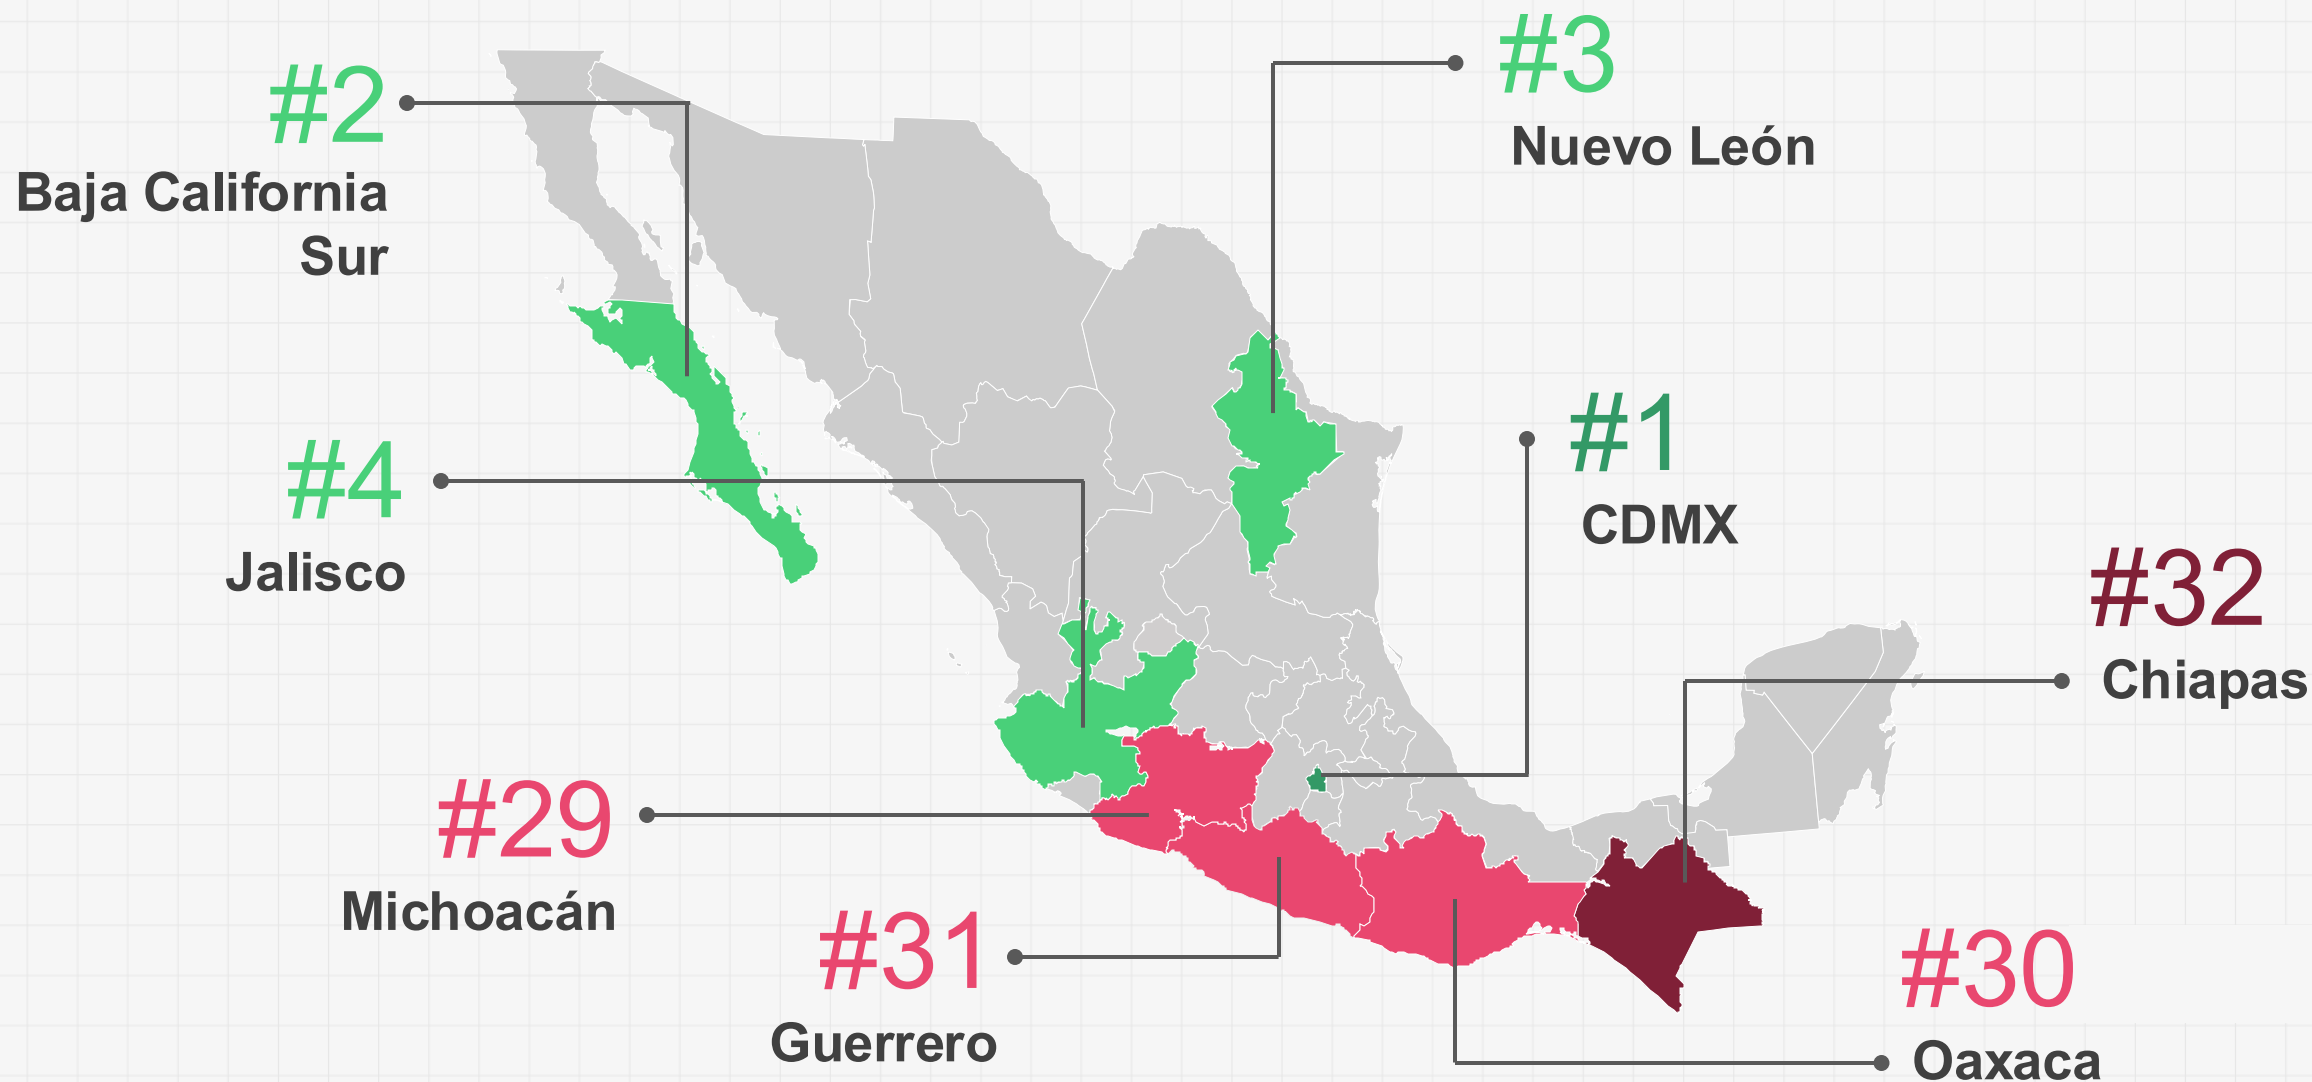 #3
Nuevo León
#2
Baja California
Sur
#1
CDMX
#4
Jalisco
#32
Chiapas
#29
Michoacán
#31
Guerrero
#30
Oaxaca